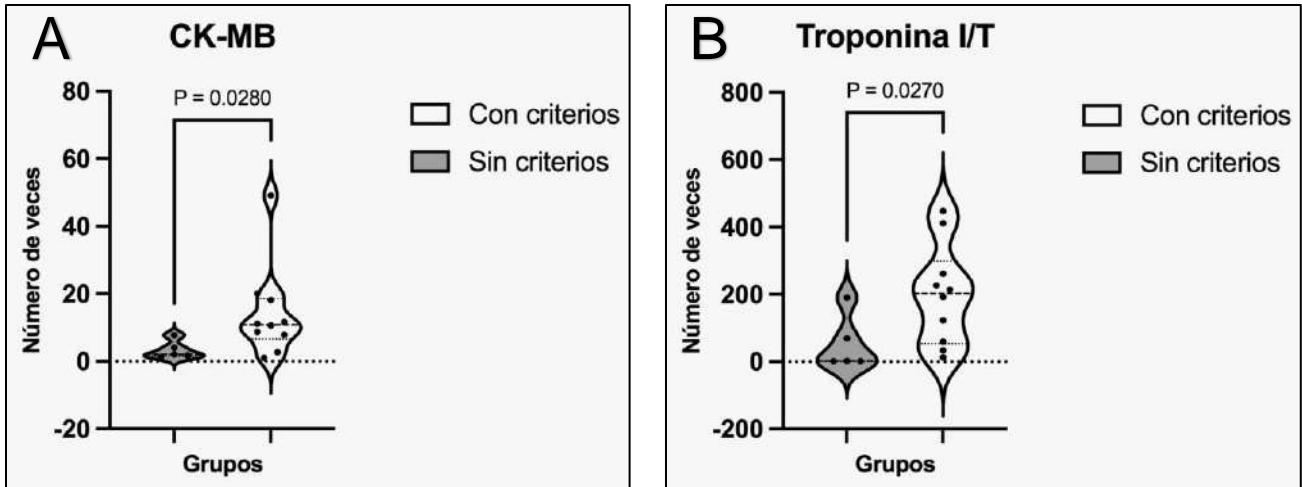 A
CK-MB
80
60
40
20
0
-20
Número de veces
P = 0.0280
Con criterios
Sin criterios
Grupos
B
Troponina I/T
800
600
400
200
0
-200
Número de veces
P = 0.0270
Con criterios
Sin criterios
Grupos